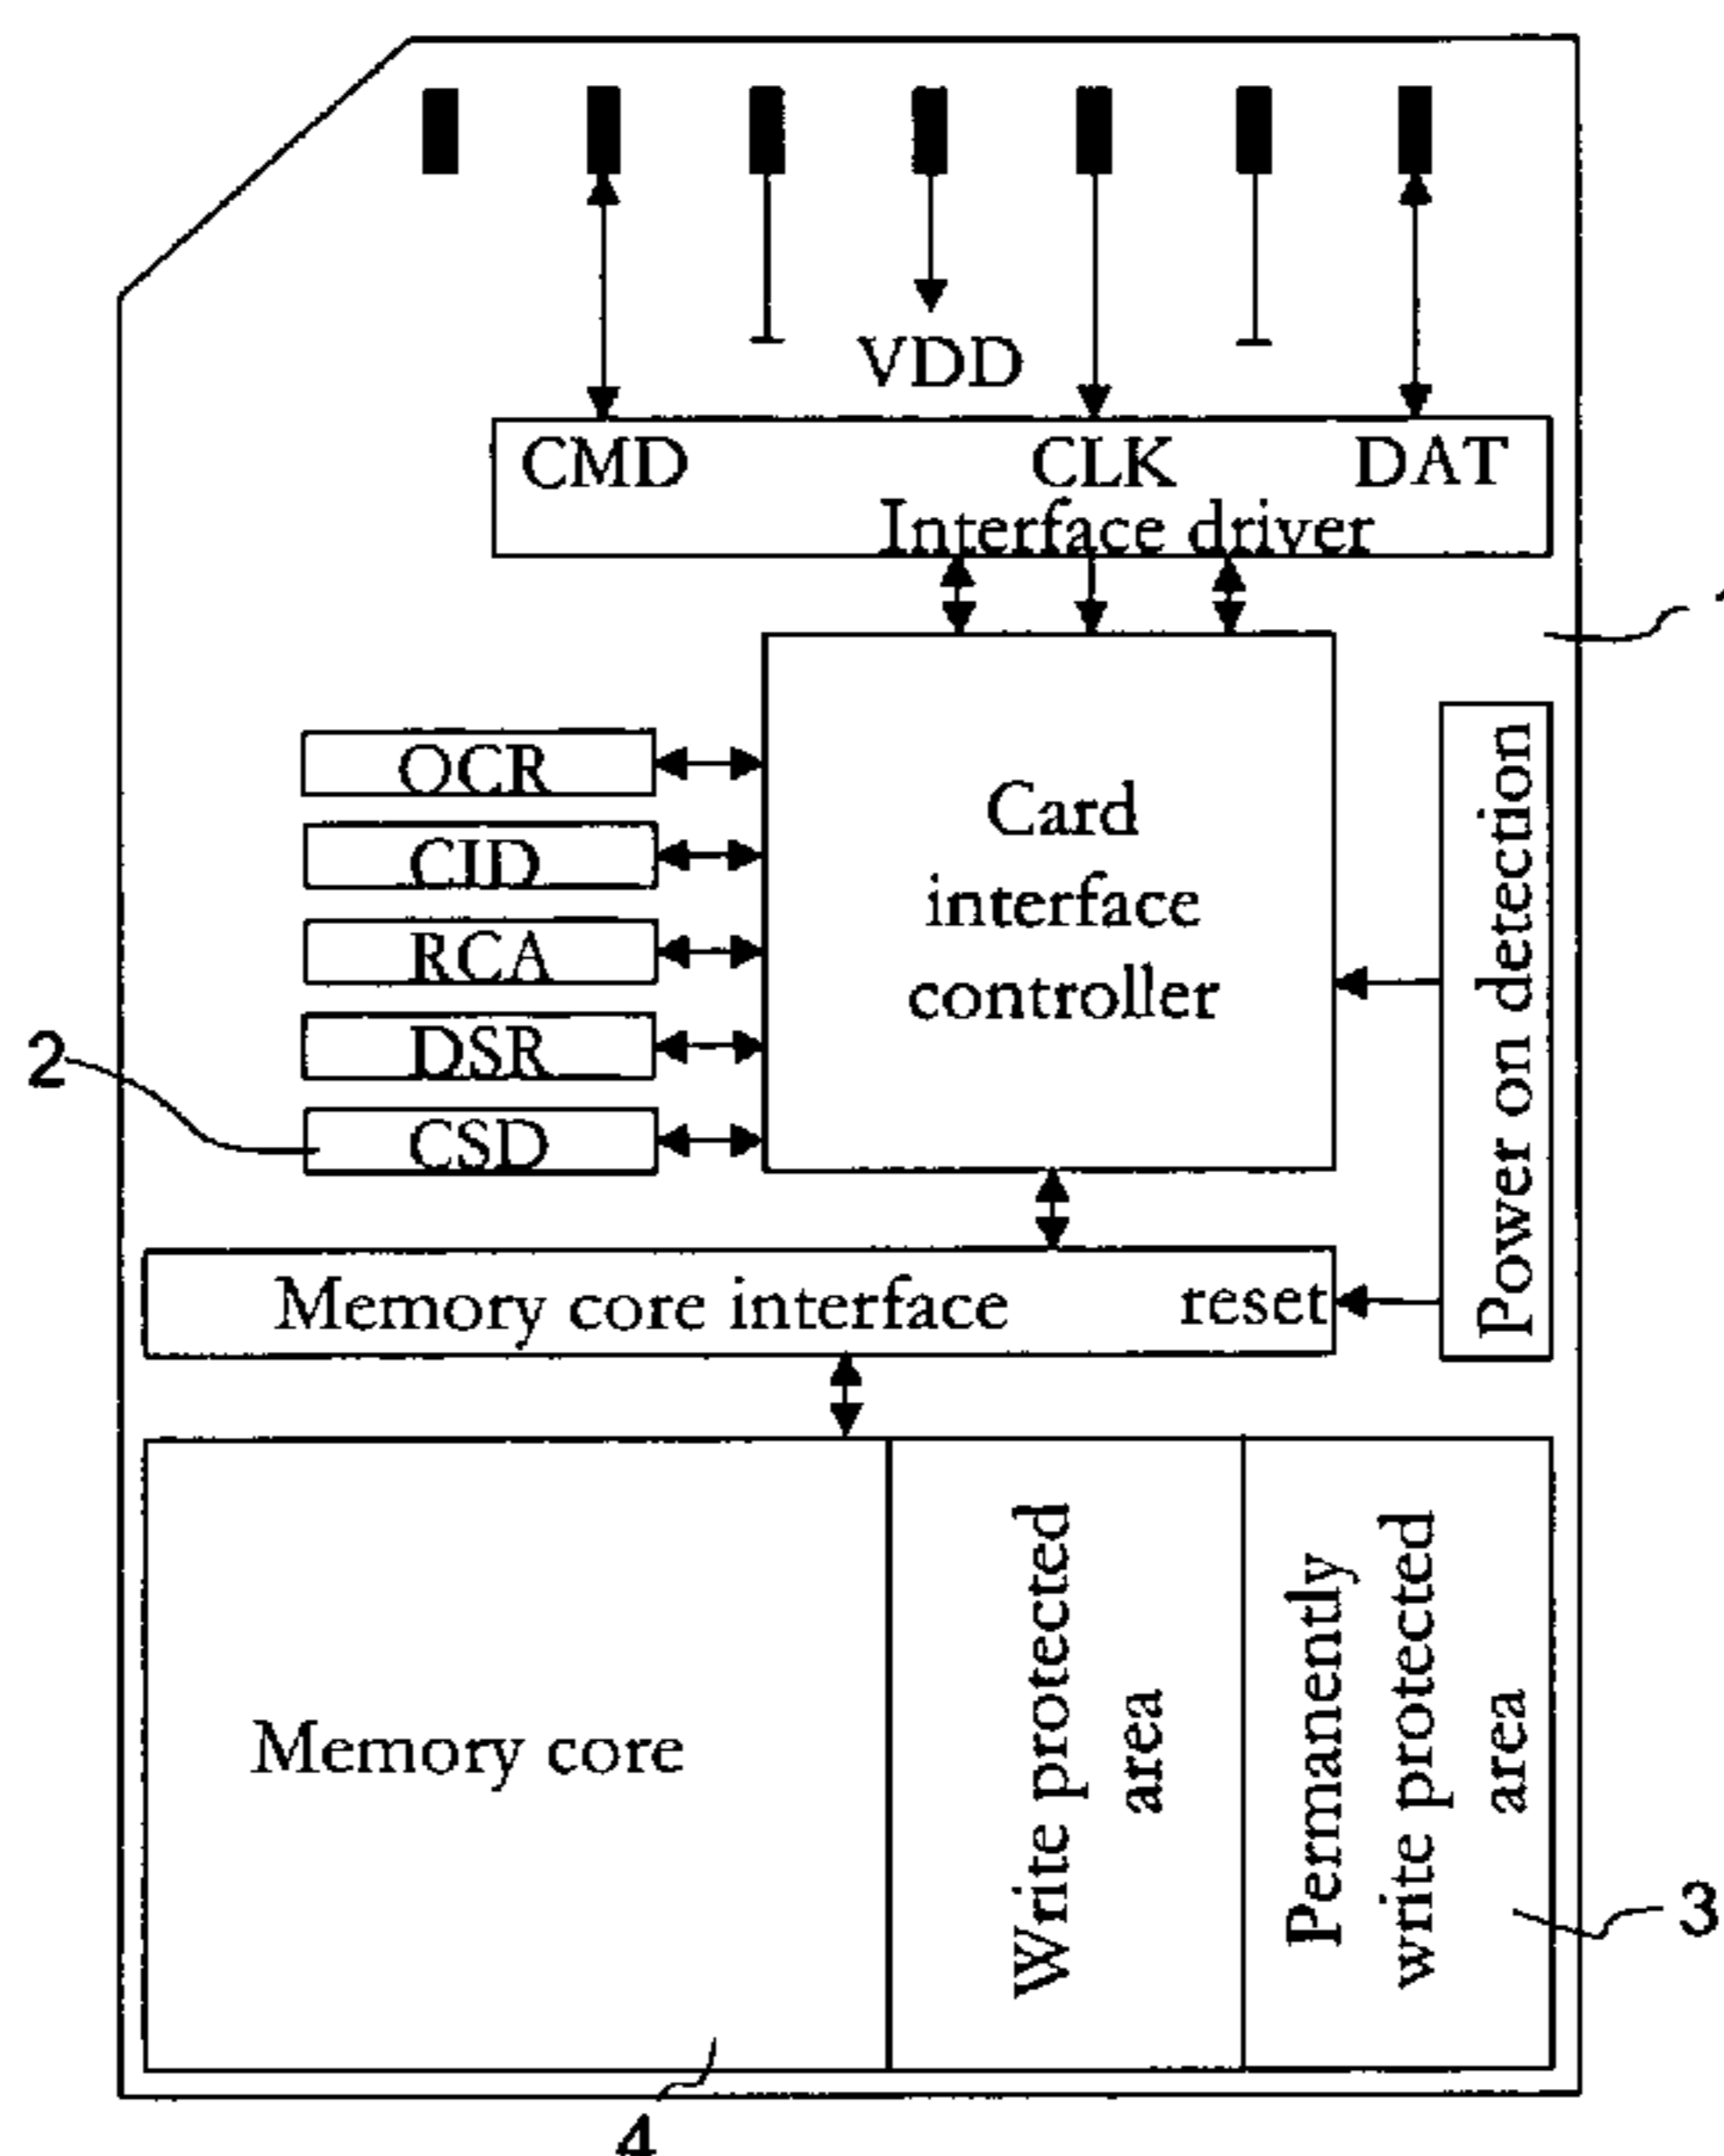 VDD
CMD CLK DAT
Interface driver
OCR
CID
RCA
DSR
CSD
2
Card
interface
controller
Power on detection
Memory core interface reset
Memory core
Write protected
area
Permanently
write protected
area
3
4